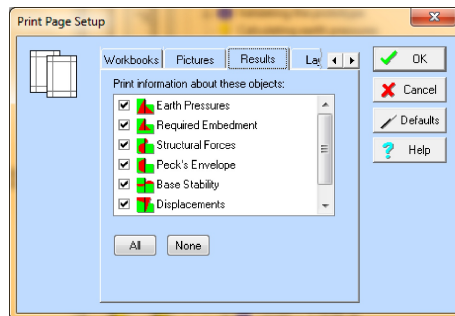 Print Page Setup
Workbooks Pictures Results Lay
Print information about these objects:
Earth Pressures
Required Embedment
Structural Forces
Peck's Envelope
Base Stability
Displacements
All None
OK
Cancel
Defaults
Help